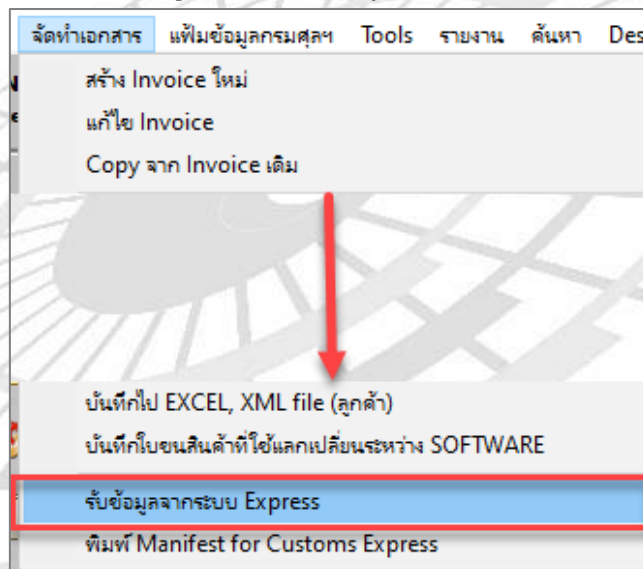 จัดทำเอกสาร แฟ้มข้อมูลกรมศุลฯ Tools รายงาน ค้นหา Des
สร้าง Invoice ใหม่
แก้ไข Invoice
Copy จาก Invoice เดิม
บันทึกไป EXCEL, XML file (ลูกค้า)
บันทึกใบขนสินค้าที่ใช้แลกเปลี่ยนระหว่าง SOFTWARE
รับข้อมูลจากระบบ Express
พิมพ์ Manifest for Customs Express